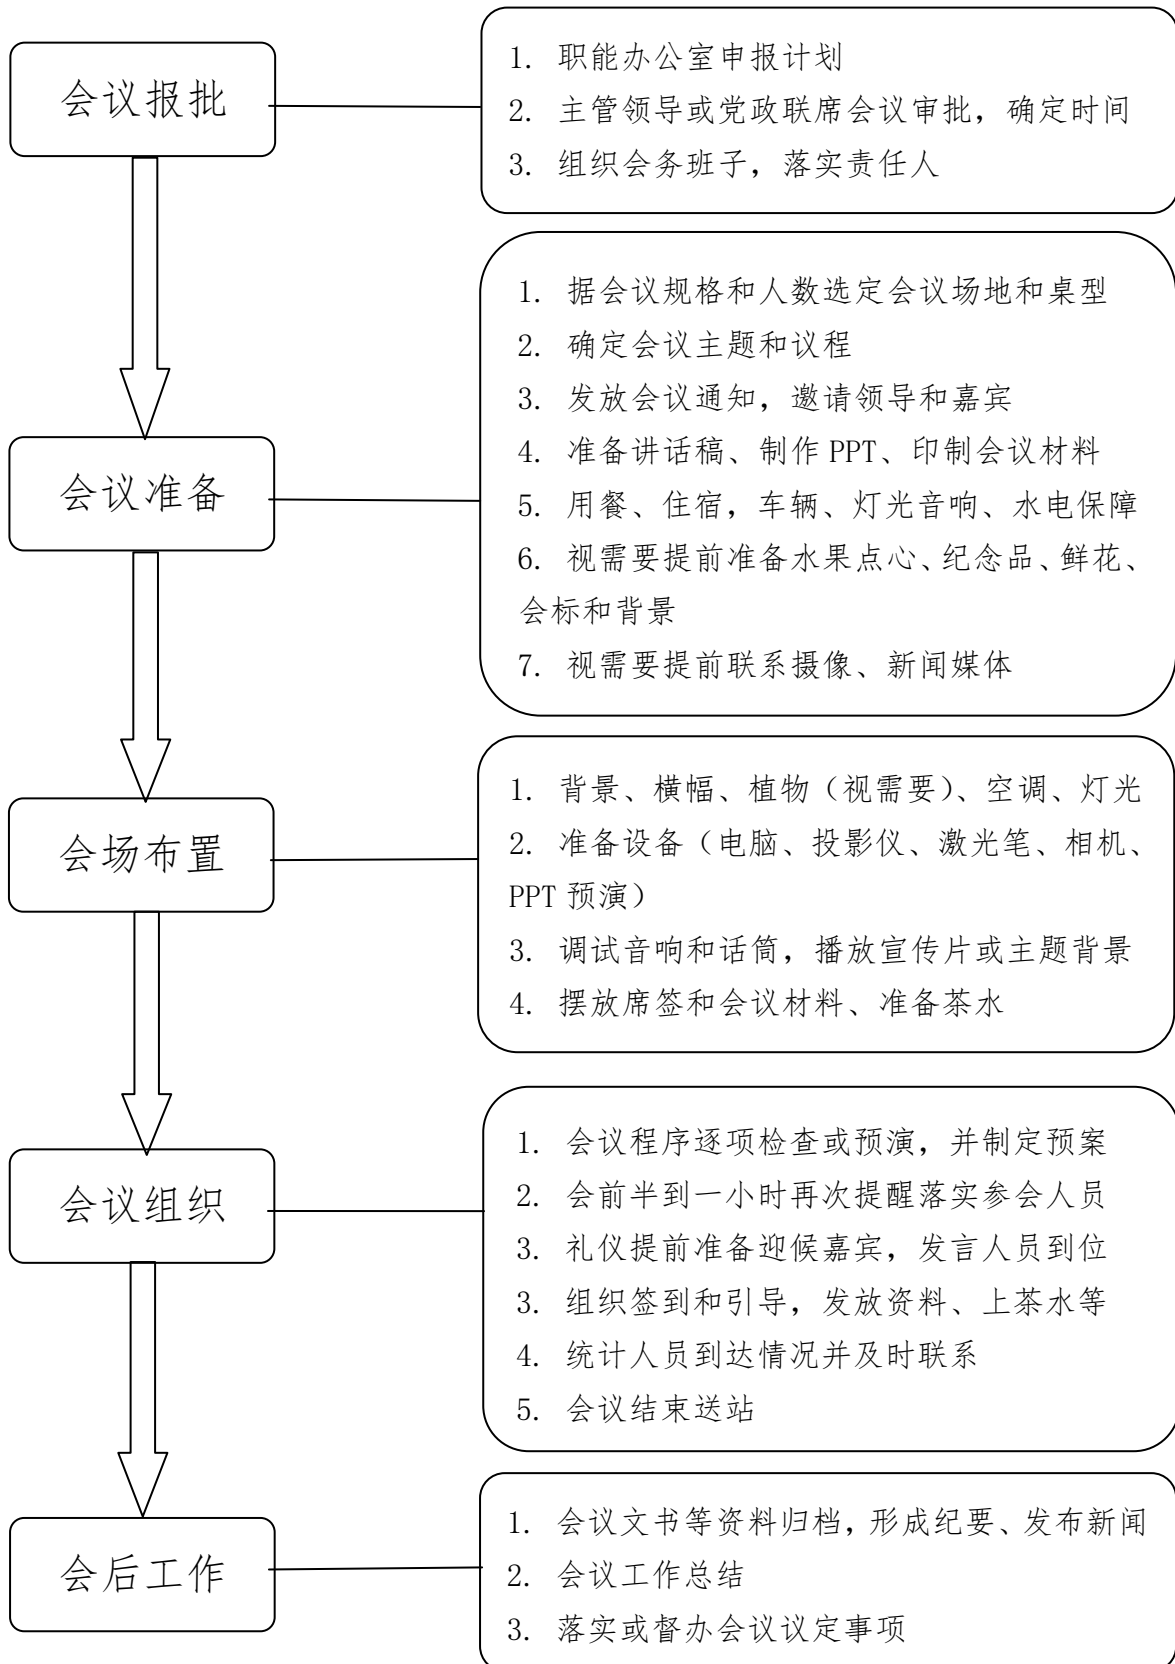 会议报批
1. 职能办公室申报计划
2. 主管领导或党政联席会议审批，确定时间
3. 组织会务班子，落实责任人
会议准备
1. 据会议规格和人数选定会议场地和桌型
2. 确定会议主题和议程
3. 发放会议通知，邀请领导和嘉宾
4. 准备讲话稿、制作 PPT、印制会议材料
5. 用餐、住宿，车辆、灯光音响、水电保障
6. 视需要提前准备水果点心、纪念品、鲜花、
会标和背景
7. 视需要提前联系摄像、新闻媒体
会场布置
1. 背景、横幅、植物（视需要）、空调、灯光
2. 准备设备（电脑、投影仪、激光笔、相机、
PPT 预演）
3. 调试音响和话筒，播放宣传片或主题背景
4. 摆放席签和会议材料、准备茶水
会议组织
1. 会议程序逐项检查或预演，并制定预案
2. 会前半到一小时再次提醒落实参会人员
3. 礼仪提前准备迎候嘉宾，发言人员到位
3. 组织签到和引导，发放资料、上茶水等
4. 统计人员到达情况并及时联系
5. 会议结束送站
会后工作
1. 会议文书等资料归档，形成纪要、发布新闻
2. 会议工作总结
3. 落实或督办会议议定事项